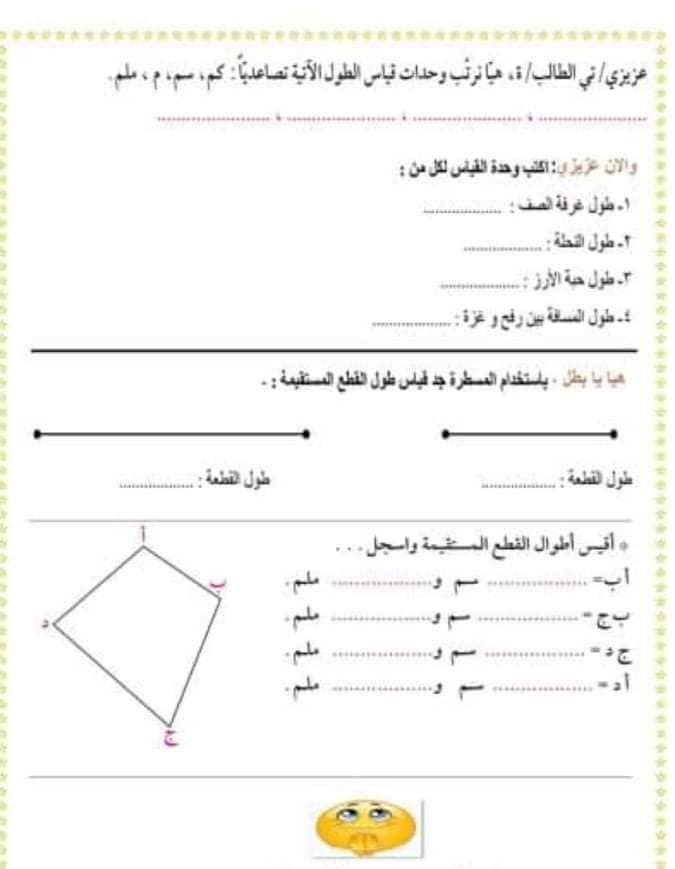 عزيزي/ تي الطالب/ ة، هيّا نرتّب وحدات قياس الطول الآتية تصاعديّاً : كم، سم، م ، ملم.
..................... ، ..................... ، ..................... ، .....................
والان عزيزي: اكتب وحدة القياس لكل من :
١- طول غرفة الصف : ..................
٢- طول النحلة : ..................
٣- طول حبة الأرز : ..................
٤- طول المسافة بين رفح و غزة : ..................
هيا يا بطل - باستخدام المسطرة جد قياس طول القطع المستقيمة : -
طول القطعة : .................. طول القطعة : ..................
* أقيس أطوال القطع المستقيمة واسجل . . .
أ ب= .................. سم و.................. ملم .
ب ج = .................. سم و.................. ملم .
ج د = .................. سم و.................. ملم .
أ د = .................. سم و.................. ملم .
أ
ب
د
ج